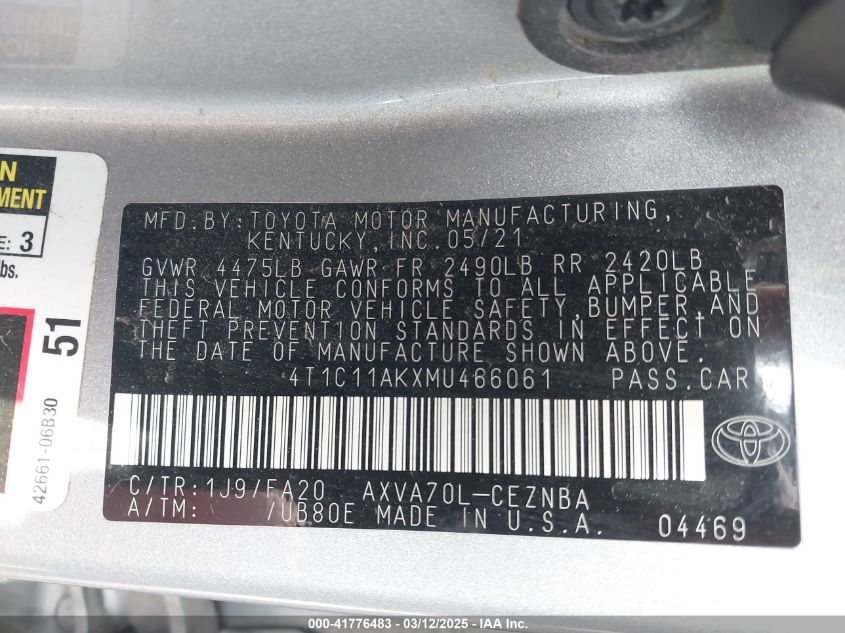 N
MENT
E: 3
lbs.
51
42661-06B30
MFD. BY: TOYOTA MOTOR MANUFACTURING,
KENTUCKY, INC. 05/21
GVWR 4475LB GAWR FR 2490LB RR 2420LB
THIS VEHICLE CONFORMS TO ALL APPLICABLE
FEDERAL MOTOR VEHICLE SAFETY, BUMPER, AND
THEFT PREVENTION STANDARDS IN EFFECT ON
THE DATE OF MANUFACTURE SHOWN ABOVE.
4T1C11AKXMU466061 PASS. CAR
C/TR: 1J9/FA20 AXVA70L-CEZNBA
A/TM: /UB80E MADE IN U.S.A. 04469
000-41776483 - 03/12/2025 - IAA Inc.